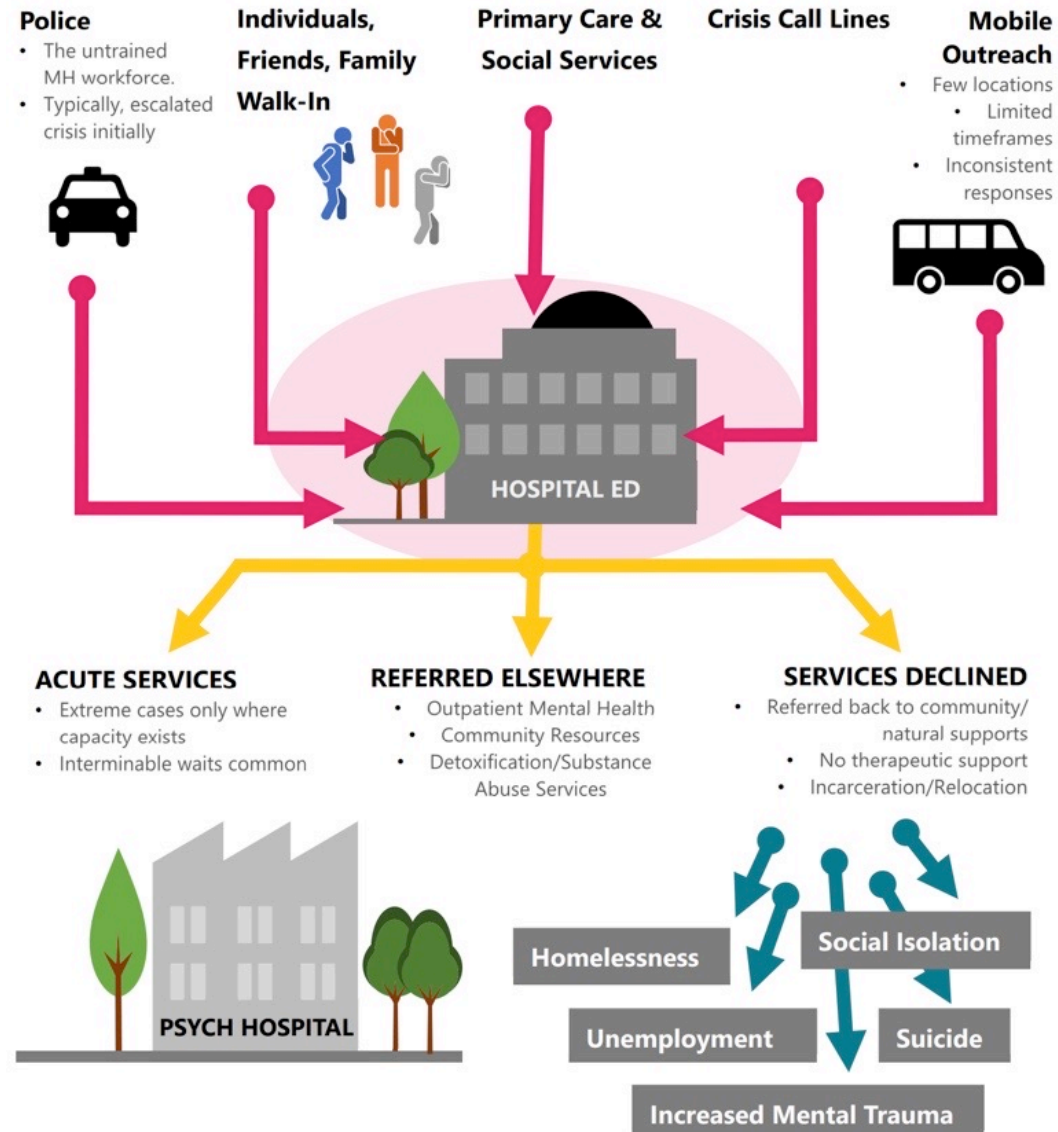 Police
• The untrained
MH workforce.
• Typically, escalated
crisis initially
Individuals,
Friends, Family
Walk-In
Primary Care &
Social Services
Crisis Call Lines
Mobile
Outreach
• Few locations
• Limited
timeframes
• Inconsistent
responses
HOSPITAL ED
ACUTE SERVICES
• Extreme cases only where
capacity exists
• Interminable waits common
REFERRED ELSEWHERE
• Outpatient Mental Health
• Community Resources
• Detoxification/Substance
Abuse Services
SERVICES DECLINED
• Referred back to community/
natural supports
• No therapeutic support
• Incarceration/Relocation
PSYCH HOSPITAL
Homelessness
Social Isolation
Unemployment
Suicide
Increased Mental Trauma